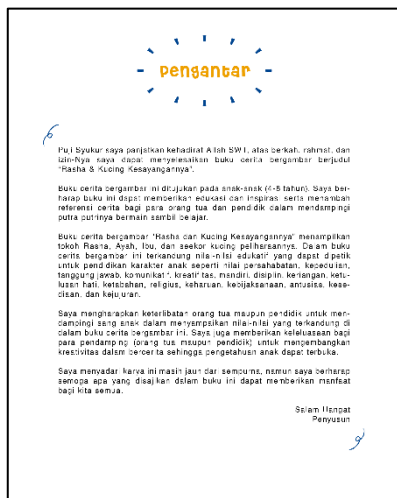 Pengantar
Puji Syukur saya panjatkan kehadirat Allah SWT, atas berkah, rahmat, dan
izin-Nya saya dapat menyelesaikan buku cerita bergambar berjudul
"Rasha & Kucing Kesayangannya".
Buku cerita bergambar ini ditujukan pada anak-anak (4-8 tahun). Saya ber-
harap buku ini dapat memberikan edukasi dan inspirasi serta menambah
referensi cerita bagi para orang tua dan pendidik dalam mendampingi
putra putrinya bermain sambil belajar.
Buku cerita bergambar "Rasha dan Kucing Kesayangannya" menampilkan
tokoh Rasha, Ayah, Ibu, dan seekor kucing peliharaannya. Dalam buku
cerita bergambar ini terkandung nilai-nilai edukatif yang dapat dipetik
untuk pendidikan karakter anak seperti nilai persahabatan, kepedulian,
tanggung jawab, komunikatif, kreatifitas, mandiri, disiplin, keriangan, ketu-
lusan hati, ketabahan, religius, keharuan, kebijaksanaan, antusias, kese-
dihan, dan kejujuran.
Saya mengharapkan keterlibatan orang tua maupun pendidik untuk men-
dampingi sang anak dalam menyampaikan nilai-nilai yang terkandung di
dalam buku cerita bergambar ini. Saya juga memberikan keleluasaan bagi
para pendamping (orang tua maupun pendidik) untuk mengembangkan
kreativitas dalam bercerita sehingga pengetahuan anak dapat terbuka.
Saya menyadari karya ini masih jauh dari sempurna, namun saya berharap
semoga apa yang disajikan dalam buku ini dapat memberikan manfaat
bagi kita semua.
Salam Hangat
Penyusun